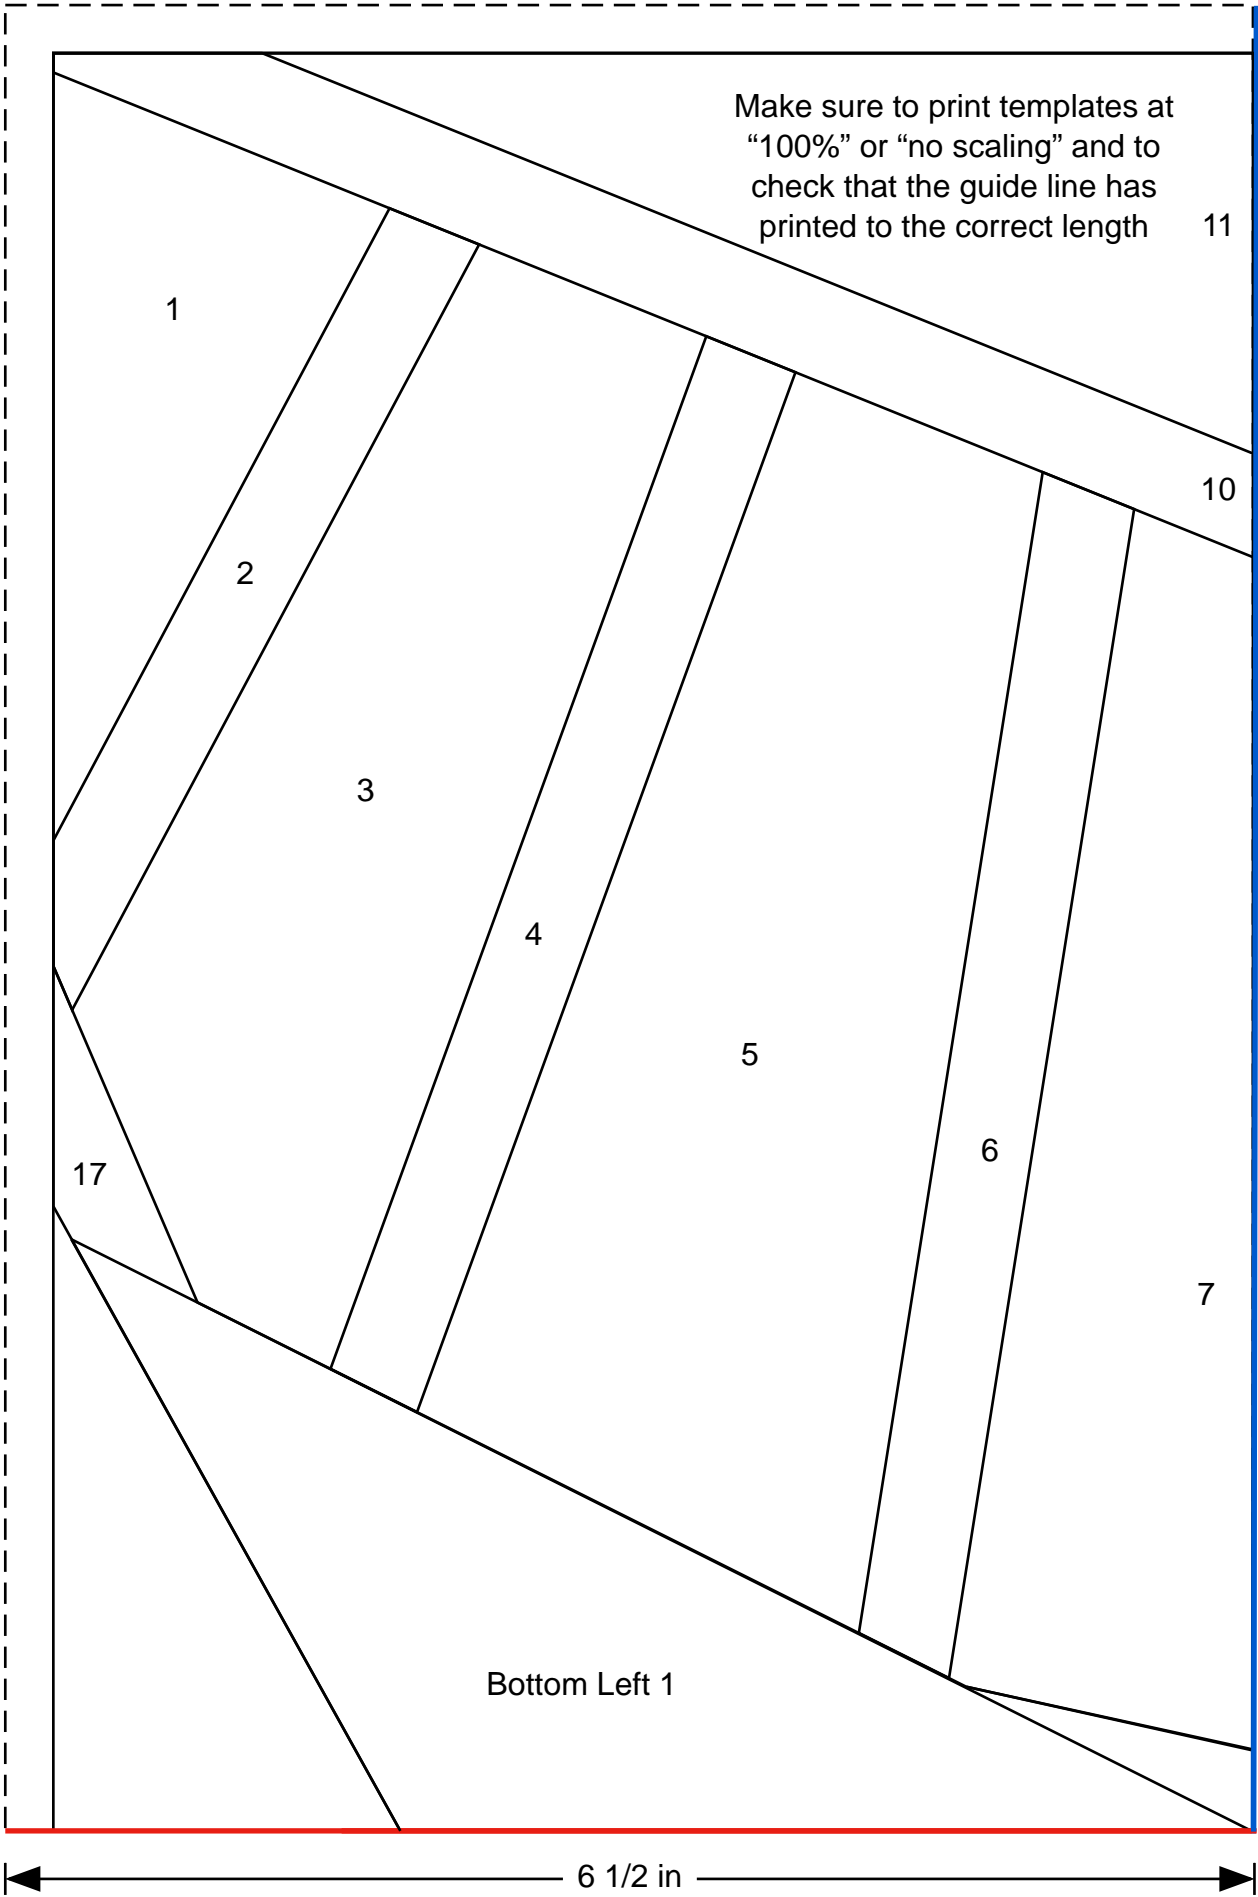 Make sure to print templates at
“100%” or “no scaling” and to
check that the guide line has
printed to the correct length
11
1
10
2
3
4
5
6
17
7
Bottom Left 1
6 1/2 in